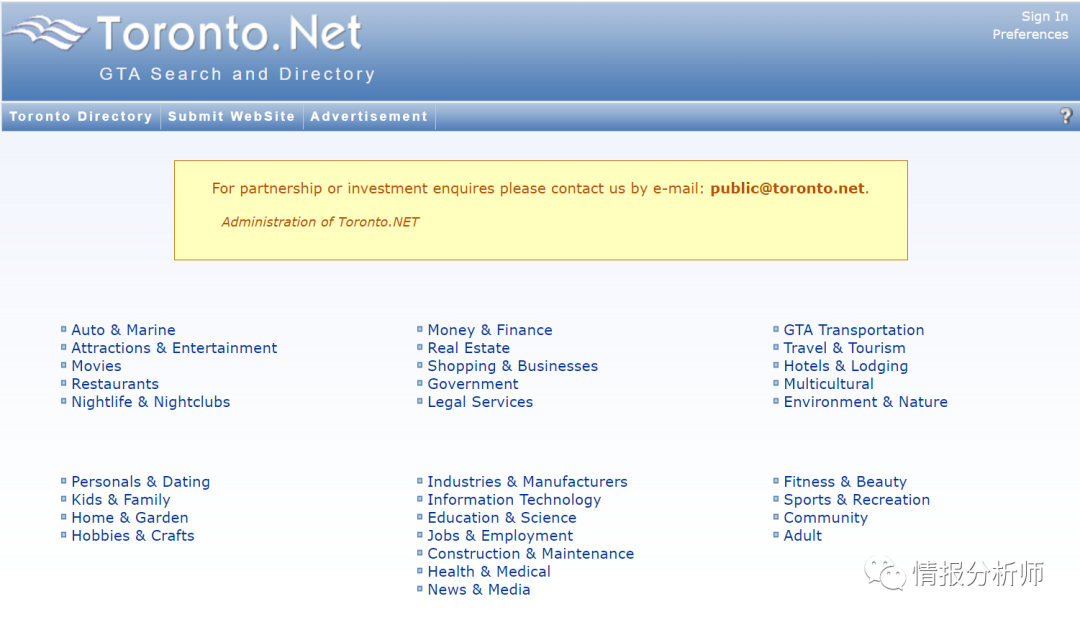 Toronto.Net
Sign In
Preferences
GTA Search and Directory
Toronto Directory
Submit WebSite
Advertisement
?
For partnership or investment enquires please contact us by e-mail: public@toronto.net.
Administration of Toronto.NET
Auto & Marine
Attractions & Entertainment
Movies
Restaurants
Nightlife & Nightclubs
Money & Finance
Real Estate
Shopping & Businesses
Government
Legal Services
GTA Transportation
Travel & Tourism
Hotels & Lodging
Multicultural
Environment & Nature
Personals & Dating
Kids & Family
Home & Garden
Hobbies & Crafts
Industries & Manufacturers
Information Technology
Education & Science
Jobs & Employment
Construction & Maintenance
Health & Medical
News & Media
Fitness & Beauty
Sports & Recreation
Community
Adult
情报分析师